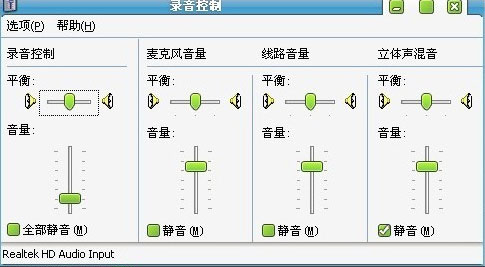 录音控制
选项(P) 帮助(H)
录音控制 麦克风音量 线路音量 立体声混音
平衡: 平衡: 平衡: 平衡:
音量: 音量: 音量: 音量:
全部静音(M) 静音(M) 静音(M) 静音(M)
Realtek HD Audio Input